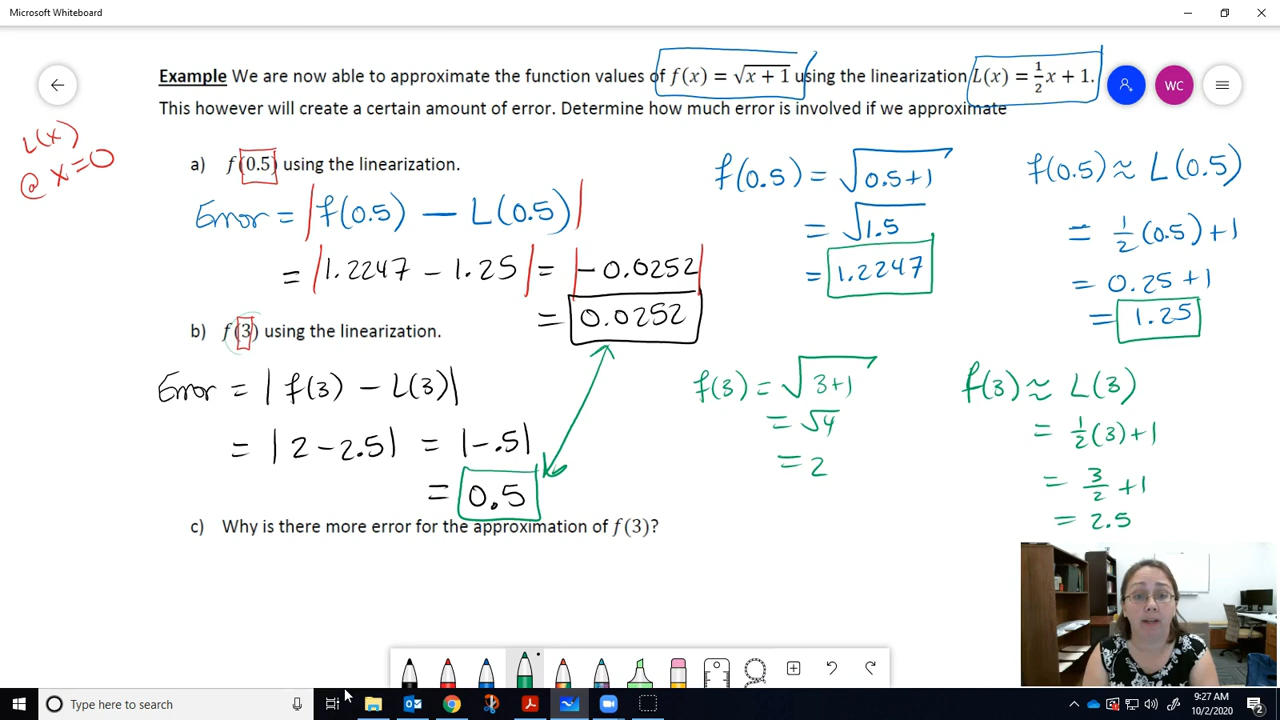 Microsoft Whiteboard
Example We are now able to approximate the function values of f(x) = √x + 1 using the linearization L(x) = 1/2 x + 1.
This however will create a certain amount of error. Determine how much error is involved if we approximate
WC
L(x)
@ x=0
a) f(0.5) using the linearization.
Error = |f(0.5) − L(0.5)|
= |1.2247 − 1.25| = |−0.0252|
= 0.0252
f(0.5) = √0.5+1
= √1.5
= 1.2247
f(0.5) ≈ L(0.5)
= 1/2 (0.5) + 1
= 0.25 + 1
= 1.25
b) f(3) using the linearization.
Error = |f(3) − L(3)|
= |2 − 2.5| = |−.5|
= 0.5
f(3) = √3+1
= √4
= 2
f(3) ≈ L(3)
= 1/2 (3) + 1
= 3/2 + 1
= 2.5
c) Why is there more error for the approximation of f(3)?
Type here to search
9:27 AM
10/2/2020
2